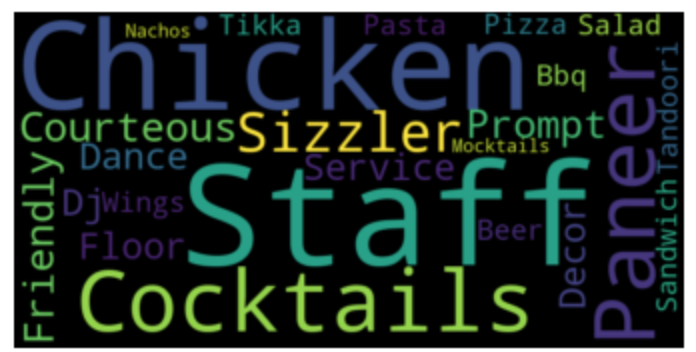 Nachos Tikka Pasta Pizza Salad
Chicken
Bbq
Courteous Sizzler Prompt
Mocktails
Dance Service
Dj Wings Staff Beer
Floor
Cocktails
Friendly
Decor
Paneer
Tandoori
Sandwich